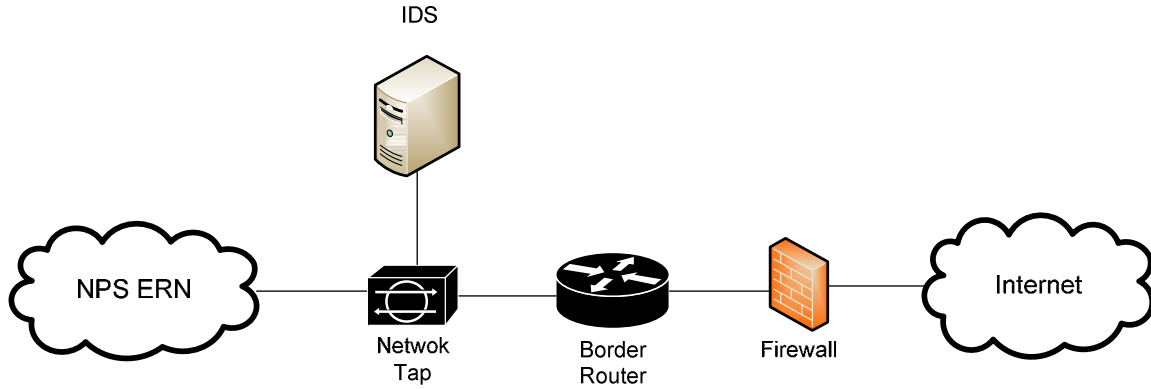 IDS
NPS ERN
Netwok
Tap
Border
Router
Firewall
Internet